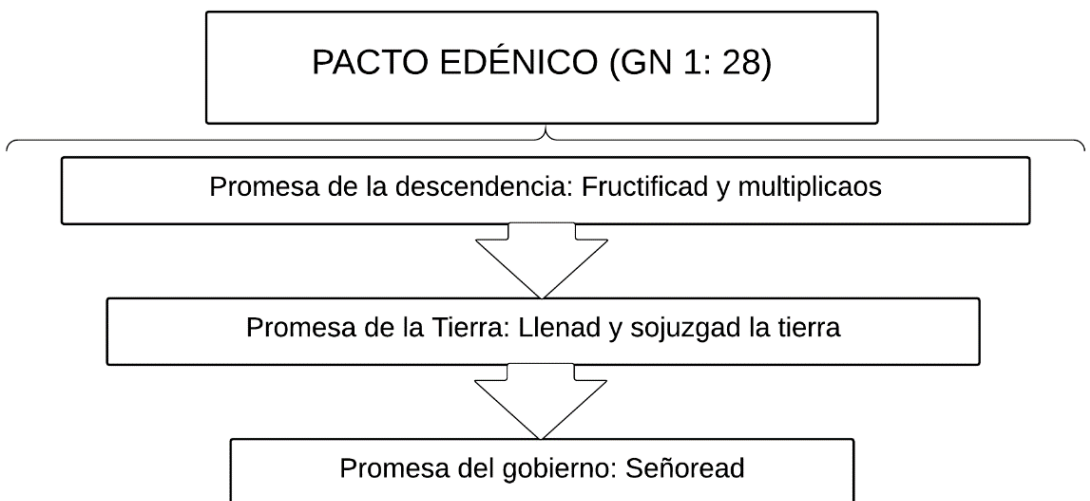 PACTO EDÉNICO (GN 1: 28)
Promesa de la descendencia: Fructificad y multiplicaos
Promesa de la Tierra: Llenad y sojuzgad la tierra
Promesa del gobierno: Señoread